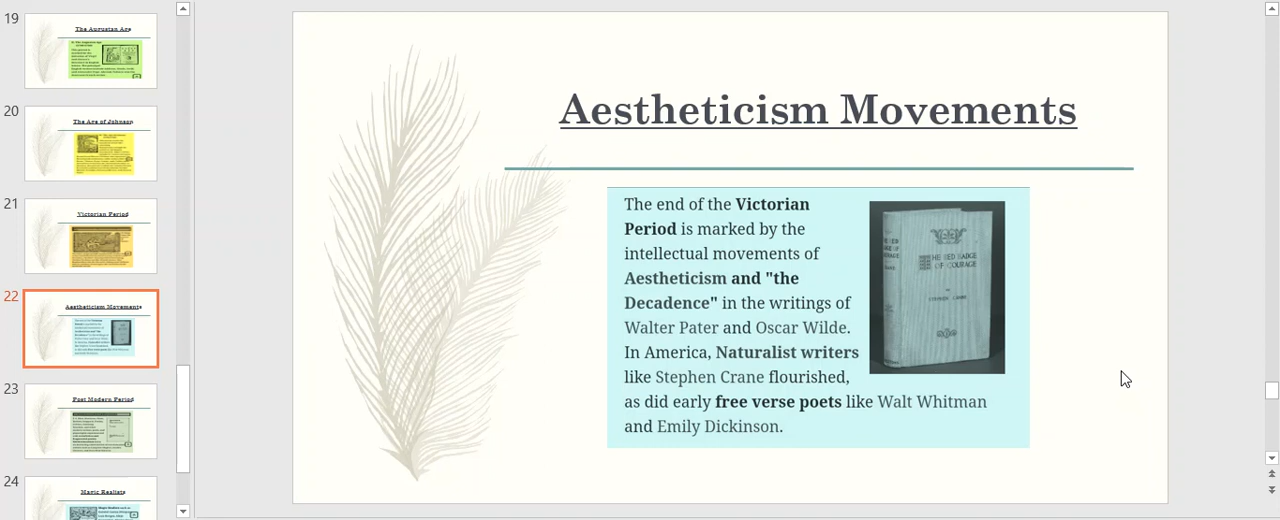 19
The Augustan Age
20
The Age of Johnson
21
Victorian Period
22
Aestheticism Movements
23
Post Modern Period
24
Magic Realists
Aestheticism Movements
The end of the Victorian
Period is marked by the
intellectual movements of
Aestheticism and "the
Decadence" in the writings of
Walter Pater and Oscar Wilde.
In America, Naturalist writers
like Stephen Crane flourished,
as did early free verse poets like Walt Whitman
and Emily Dickinson.
THE RED BADGE
OF COURAGE
STEPHEN CRANE